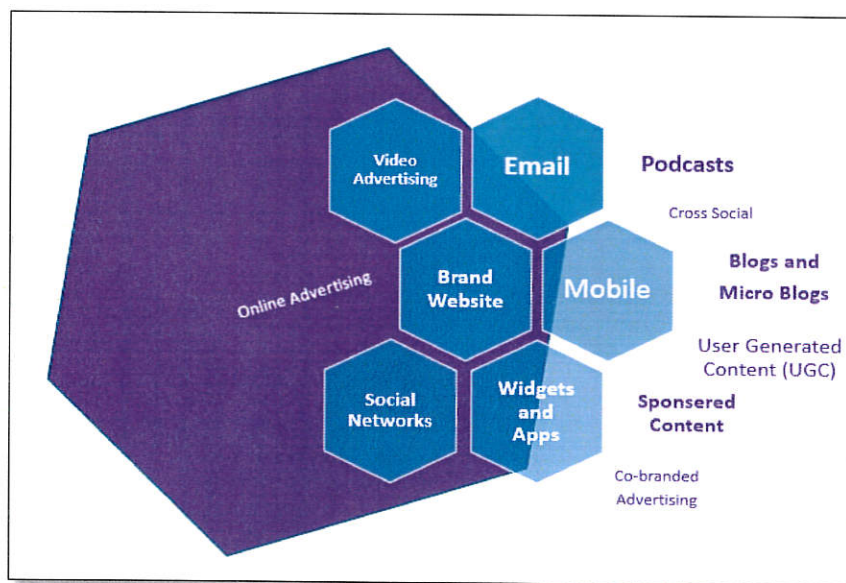 Video
Advertising
Email
Podcasts
Cross Social
Online Advertising
Brand
Website
Mobile
Blogs and
Micro Blogs
User Generated
Content (UGC)
Social
Networks
Widgets
and
Apps
Sponsered
Content
Co-branded
Advertising